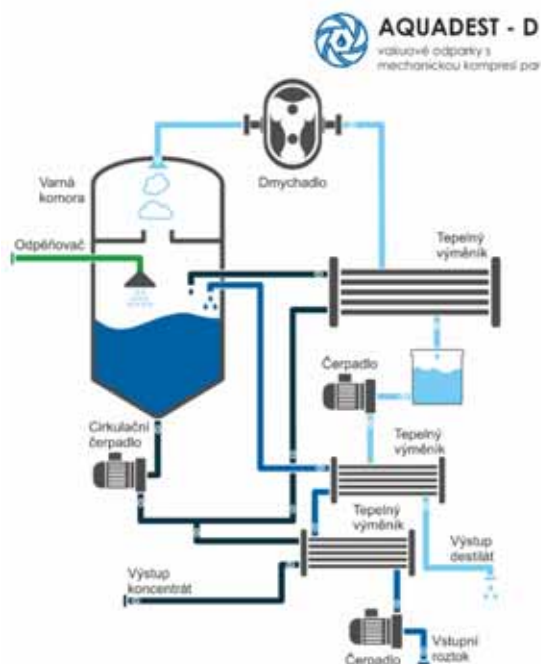 AQUADEST - D
vakuové odparky s
mechanickou kompresí par
Dmychadlo
Varná
komora
Odpěňovač
Tepelný
výměník
Čerpadlo
Cirkulační
čerpadlo
Tepelný
výměník
Tepelný
výměník
Výstup
destilát
Výstup
koncentrát
Vstupní
roztok
Čerpadlo